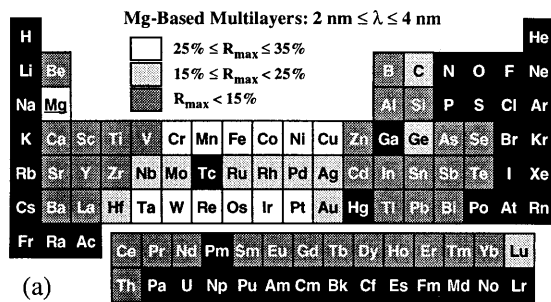 Mg-Based Multilayers: 2 nm ≤ λ ≤ 4 nm
H He
25% ≤ Rmax ≤ 35%
15% ≤ Rmax < 25%
Rmax < 15%
Li Be B C N O F Ne
Na Mg Al Si P S Cl Ar
K Ca Sc Ti V Cr Mn Fe Co Ni Cu Zn Ga Ge As Se Br Kr
Rb Sr Y Zr Nb Mo Tc Ru Rh Pd Ag Cd In Sn Sb Te I Xe
Cs Ba La Hf Ta W Re Os Ir Pt Au Hg Tl Pb Bi Po At Rn
Fr Ra Ac
Ce Pr Nd Pm Sm Eu Gd Tb Dy Ho Er Tm Yb Lu
Th Pa U Np Pu Am Cm Bk Cf Es Fm Md No Lr
(a)